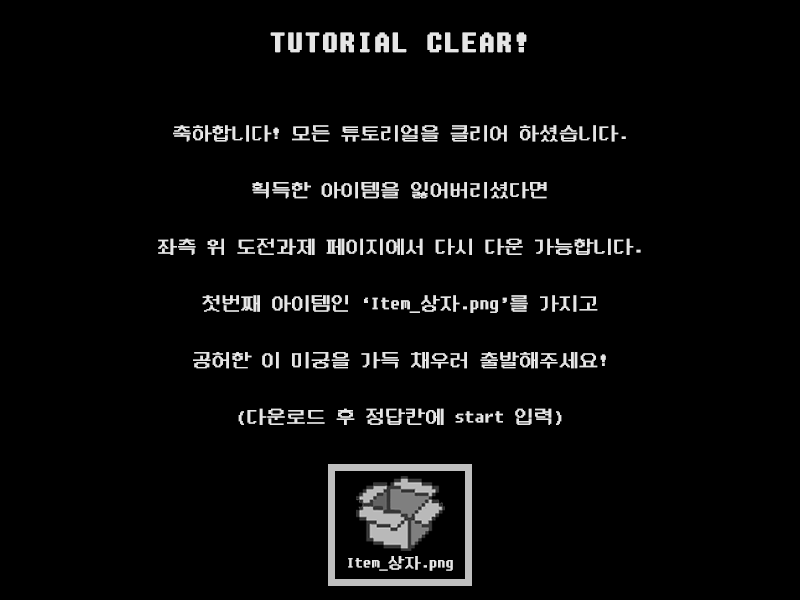 TUTORIAL CLEAR!
축하합니다! 모든 튜토리얼을 클리어 하셨습니다.
획득한 아이템을 잃어버리셨다면
좌측 위 도전과제 페이지에서 다시 다운 가능합니다.
첫번째 아이템인 ‘Item_상자.png’를 가지고
공허한 이 미궁을 가득 채우러 출발해주세요!
(다운로드 후 정답칸에 start 입력)
Item_상자.png